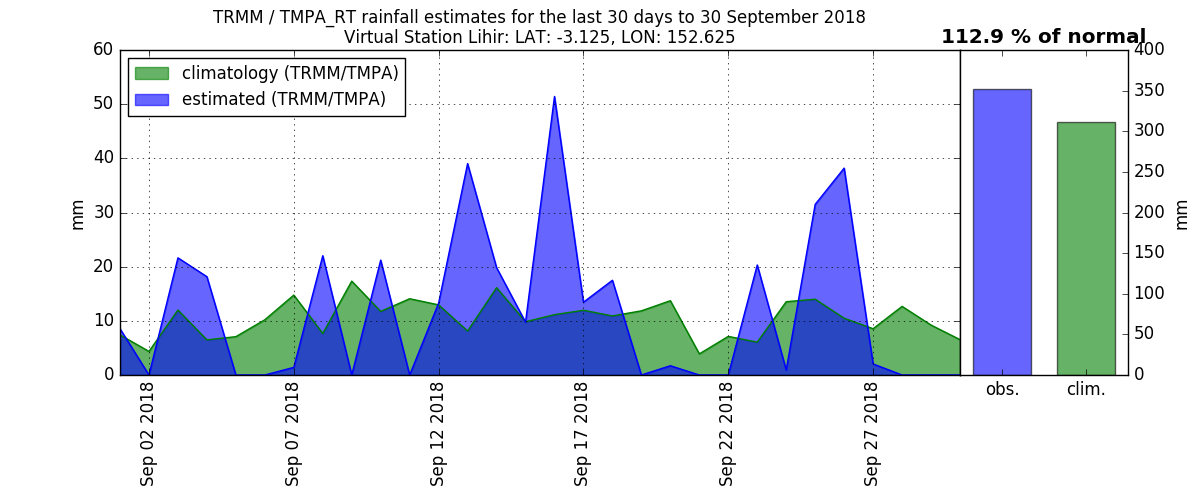 TRMM / TMPA_RT rainfall estimates for the last 30 days to 30 September 2018
Virtual Station Lihir: LAT: -3.125, LON: 152.625
112.9 % of normal
climatology (TRMM/TMPA)
estimated (TRMM/TMPA)
60
50
40
30
20
10
0
mm
Sep 02 2018
Sep 07 2018
Sep 12 2018
Sep 17 2018
Sep 22 2018
Sep 27 2018
400
350
300
250
200
150
100
50
0
mm
obs.
clim.